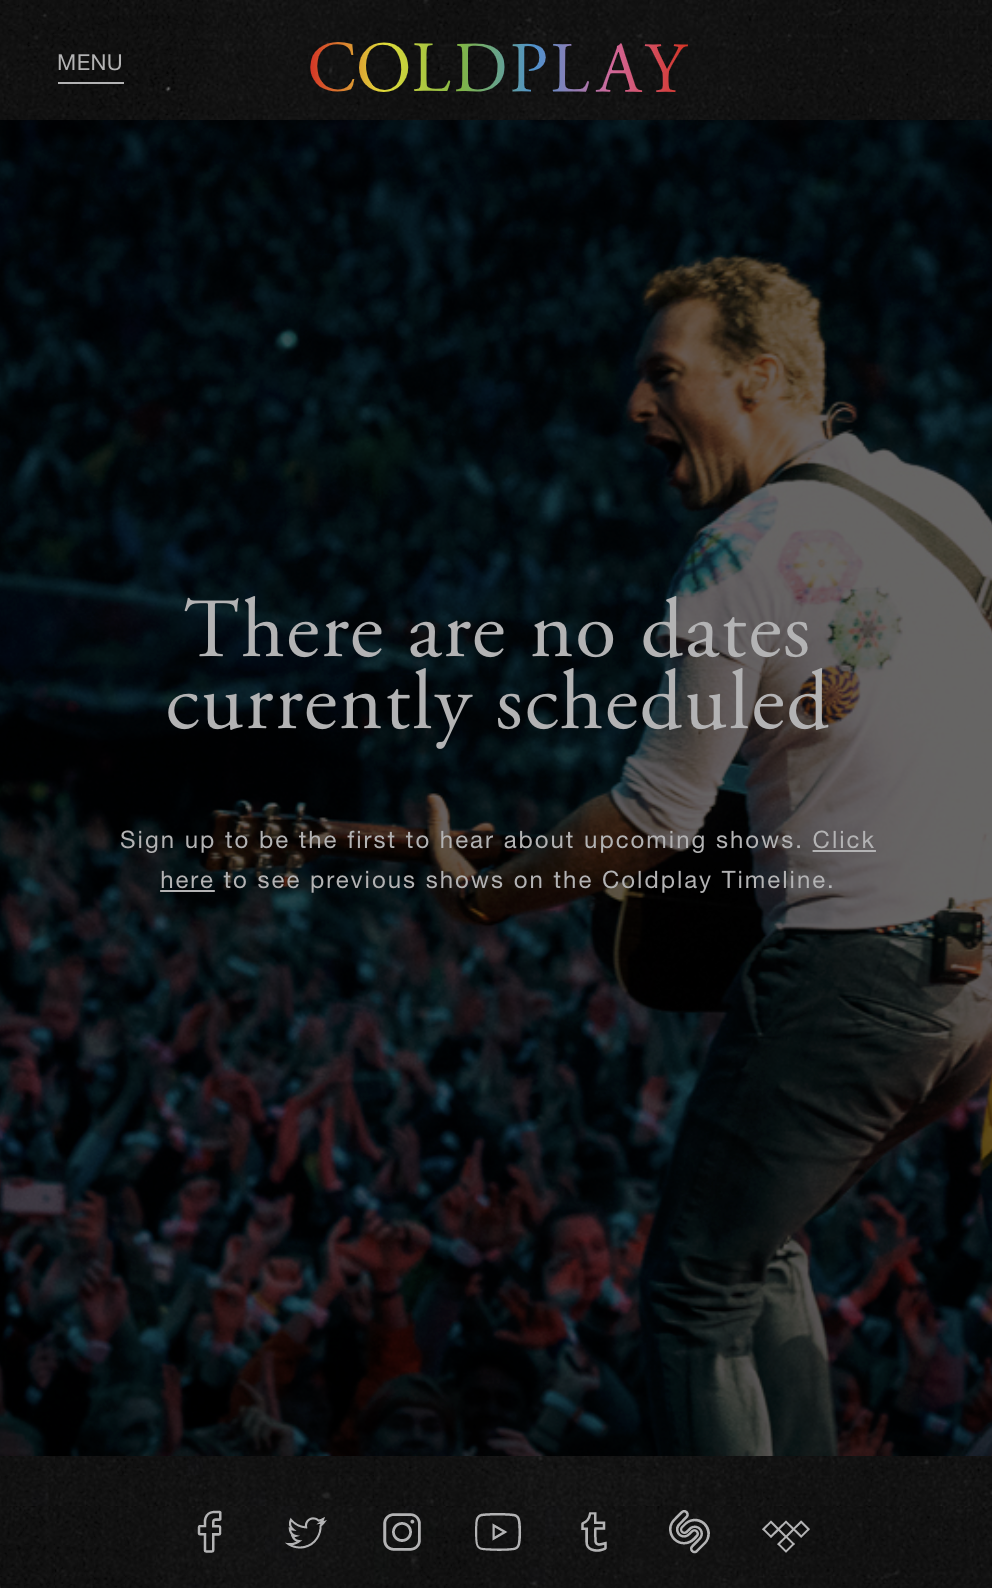 MENU
COLDPLAY
There are no dates
currently scheduled
Sign up to be the first to hear about upcoming shows. Click
here to see previous shows on the Coldplay Timeline.